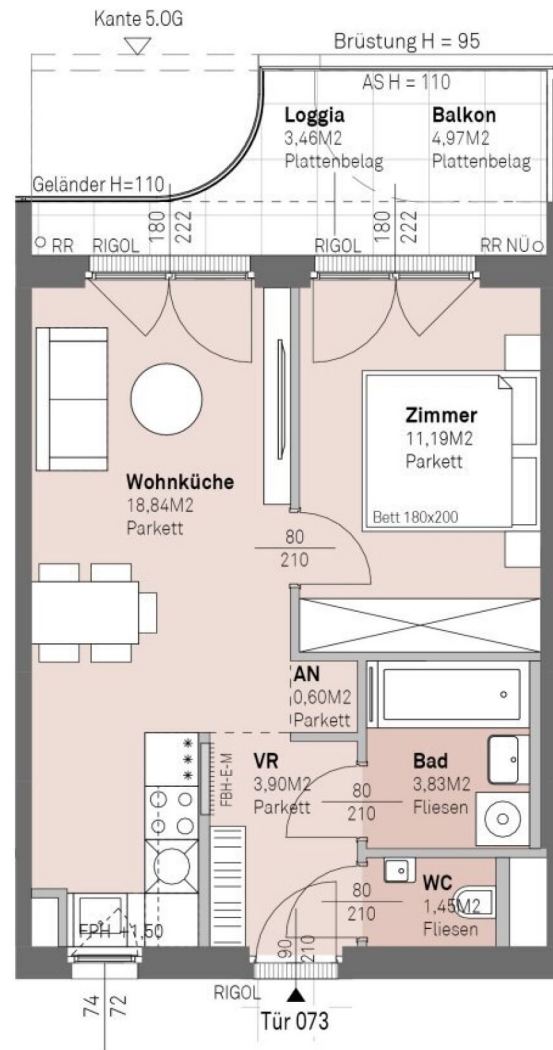 Kante 5.OG
Brüstung H = 95
AS H = 110
Loggia
3,46M2
Plattenbelag
Balkon
4,97M2
Plattenbelag
Geländer H=110
RR
RIGOL
180
222
RIGOL
180
222
RR NÜ
Zimmer
11,19M2
Parkett
Bett 180x200
Wohnküche
18,84M2
Parkett
80
210
AN
0,60M2
Parkett
VR
3,90M2
Parkett
FBH-E-M
80
210
Bad
3,83M2
Fliesen
80
210
WC
1,45M2
Fliesen
FPH +1,50
90
210
74
72
RIGOL
Tür 073